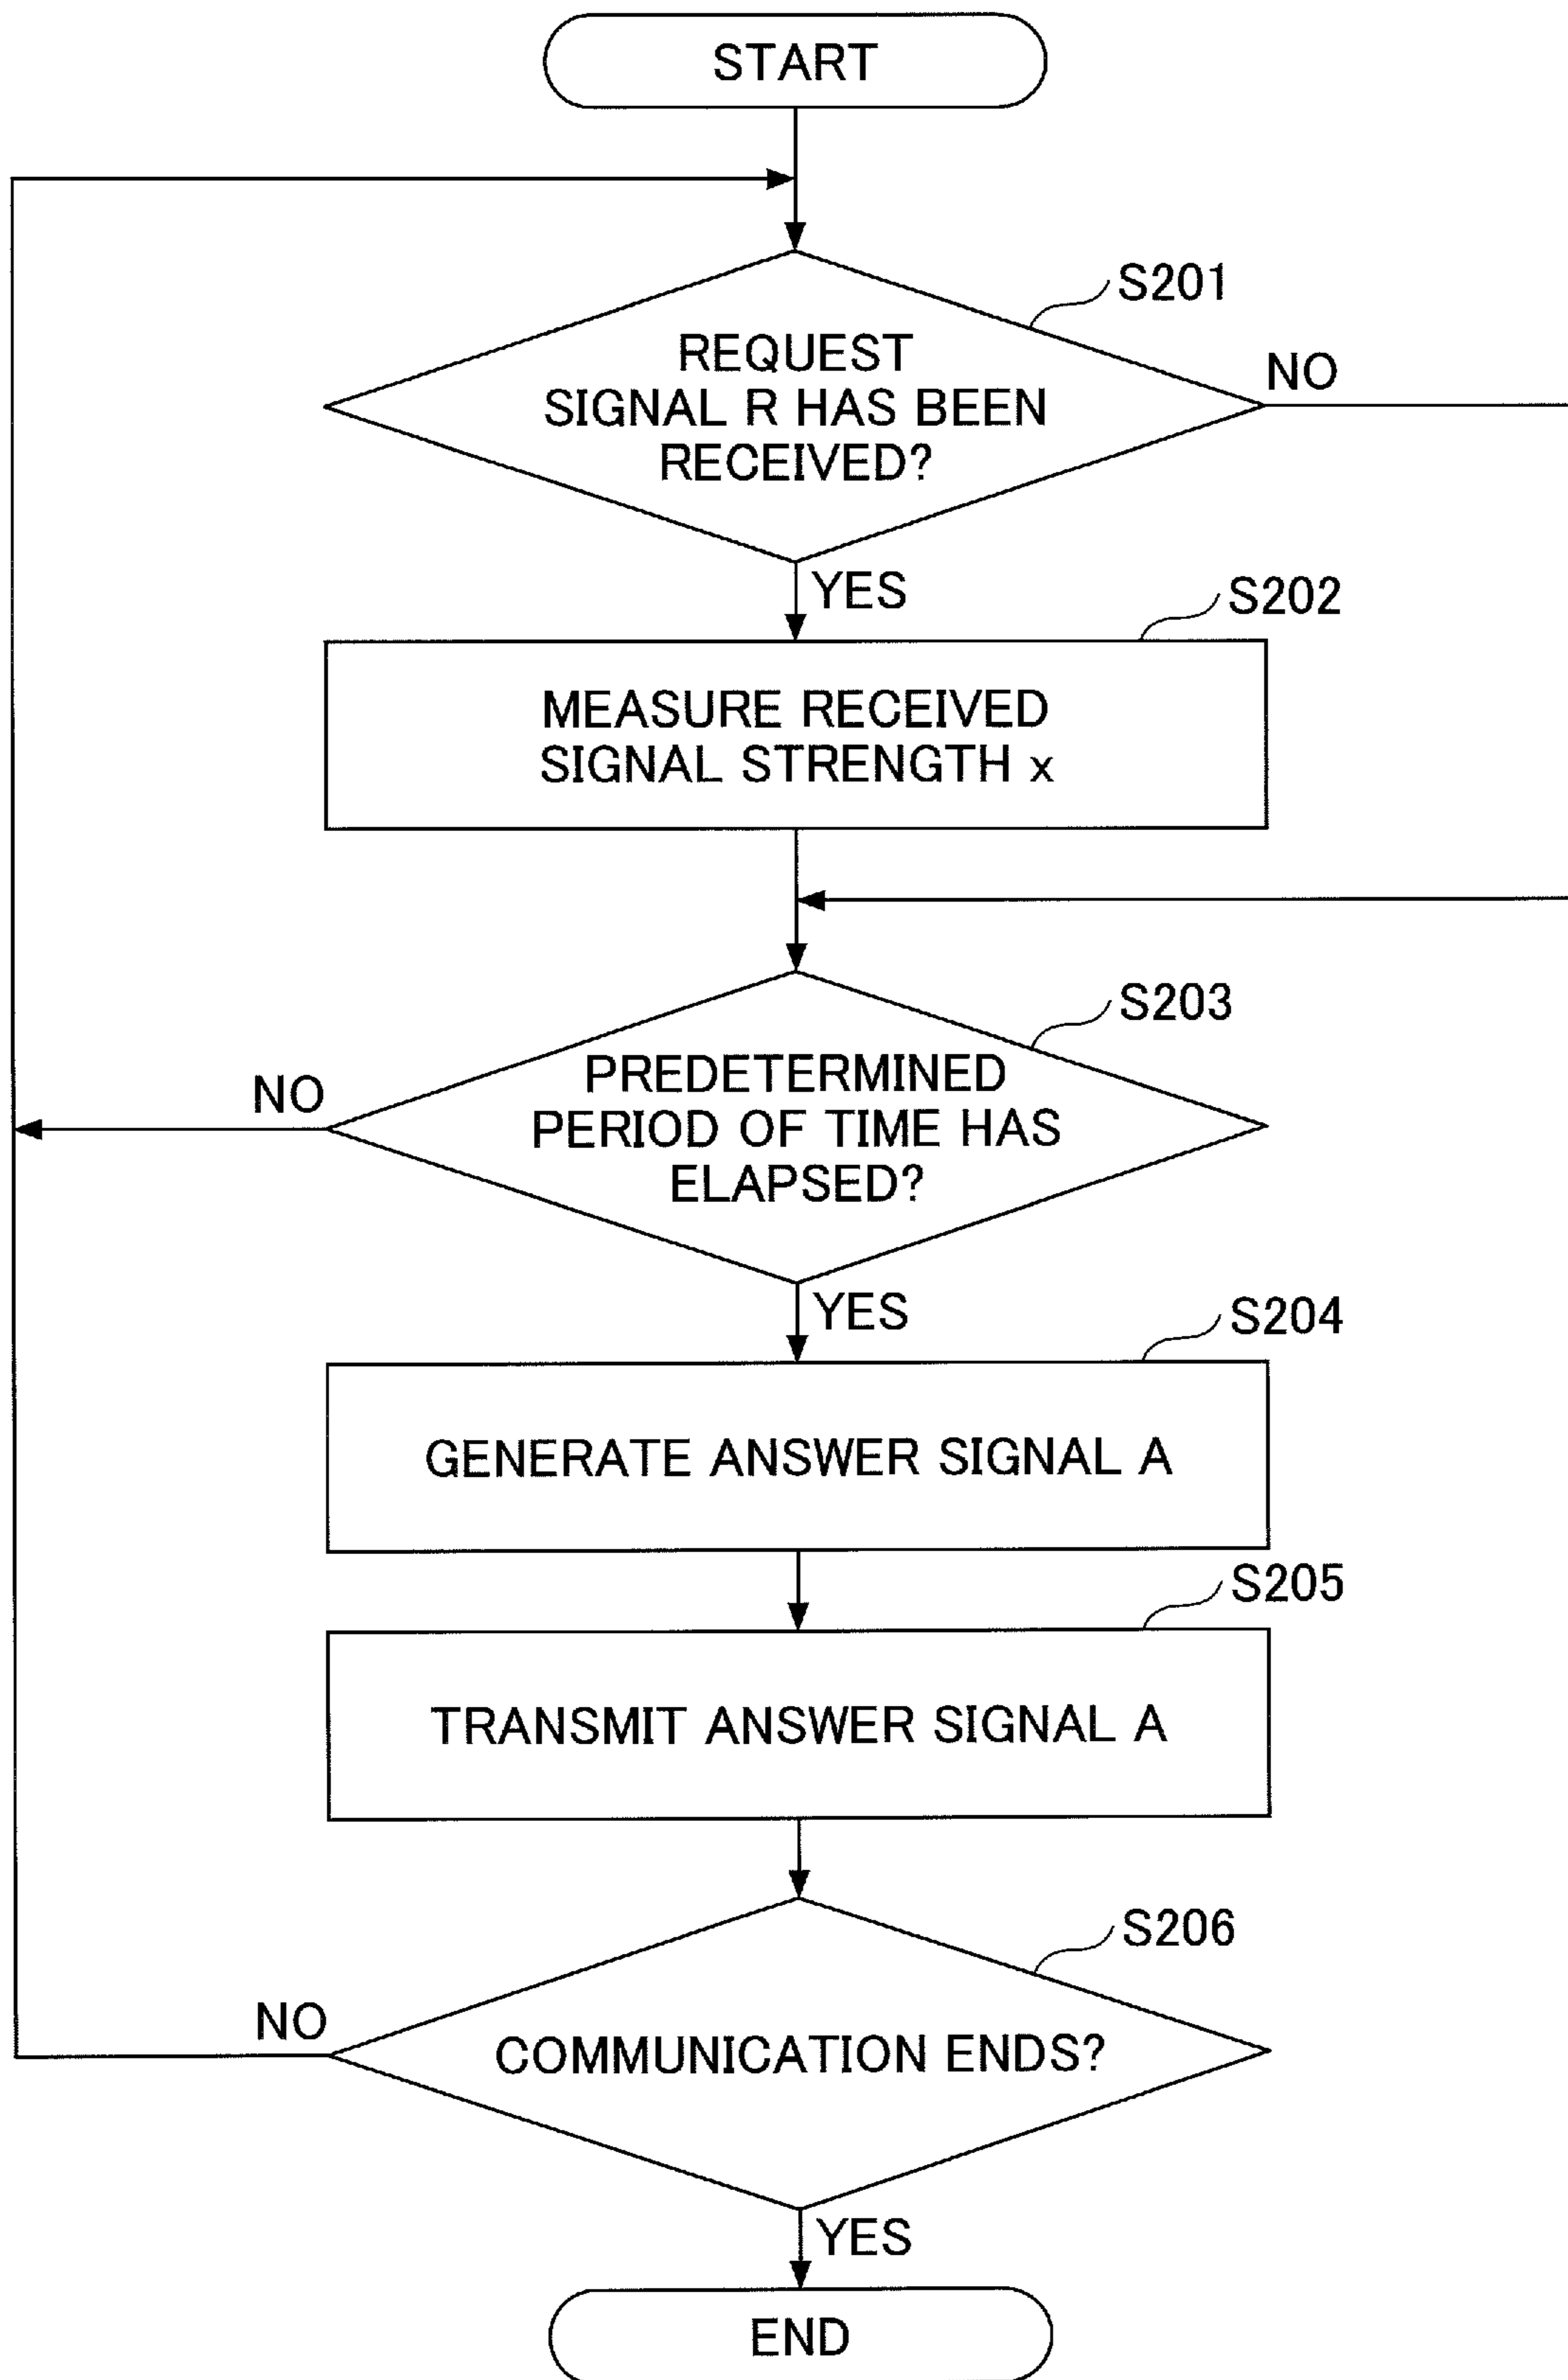 START
S201
REQUEST
SIGNAL R HAS BEEN
RECEIVED?
NO
YES
S202
MEASURE RECEIVED
SIGNAL STRENGTH x
S203
PREDETERMINED
PERIOD OF TIME HAS
ELAPSED?
NO
YES
S204
GENERATE ANSWER SIGNAL A
S205
TRANSMIT ANSWER SIGNAL A
S206
COMMUNICATION ENDS?
NO
YES
END